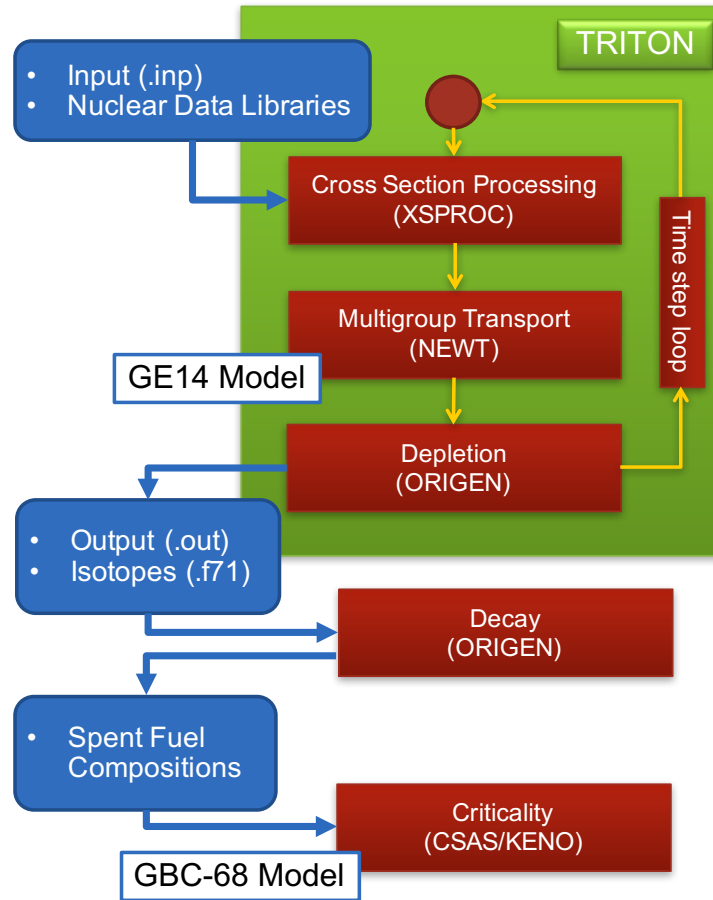 TRITON
• Input (.inp)
• Nuclear Data Libraries
Cross Section Processing
(XSPROC)
Time step loop
Multigroup Transport
(NEWT)
GE14 Model
Depletion
(ORIGEN)
• Output (.out)
• Isotopes (.f71)
Decay
(ORIGEN)
• Spent Fuel
Compositions
Criticality
(CSAS/KENO)
GBC-68 Model